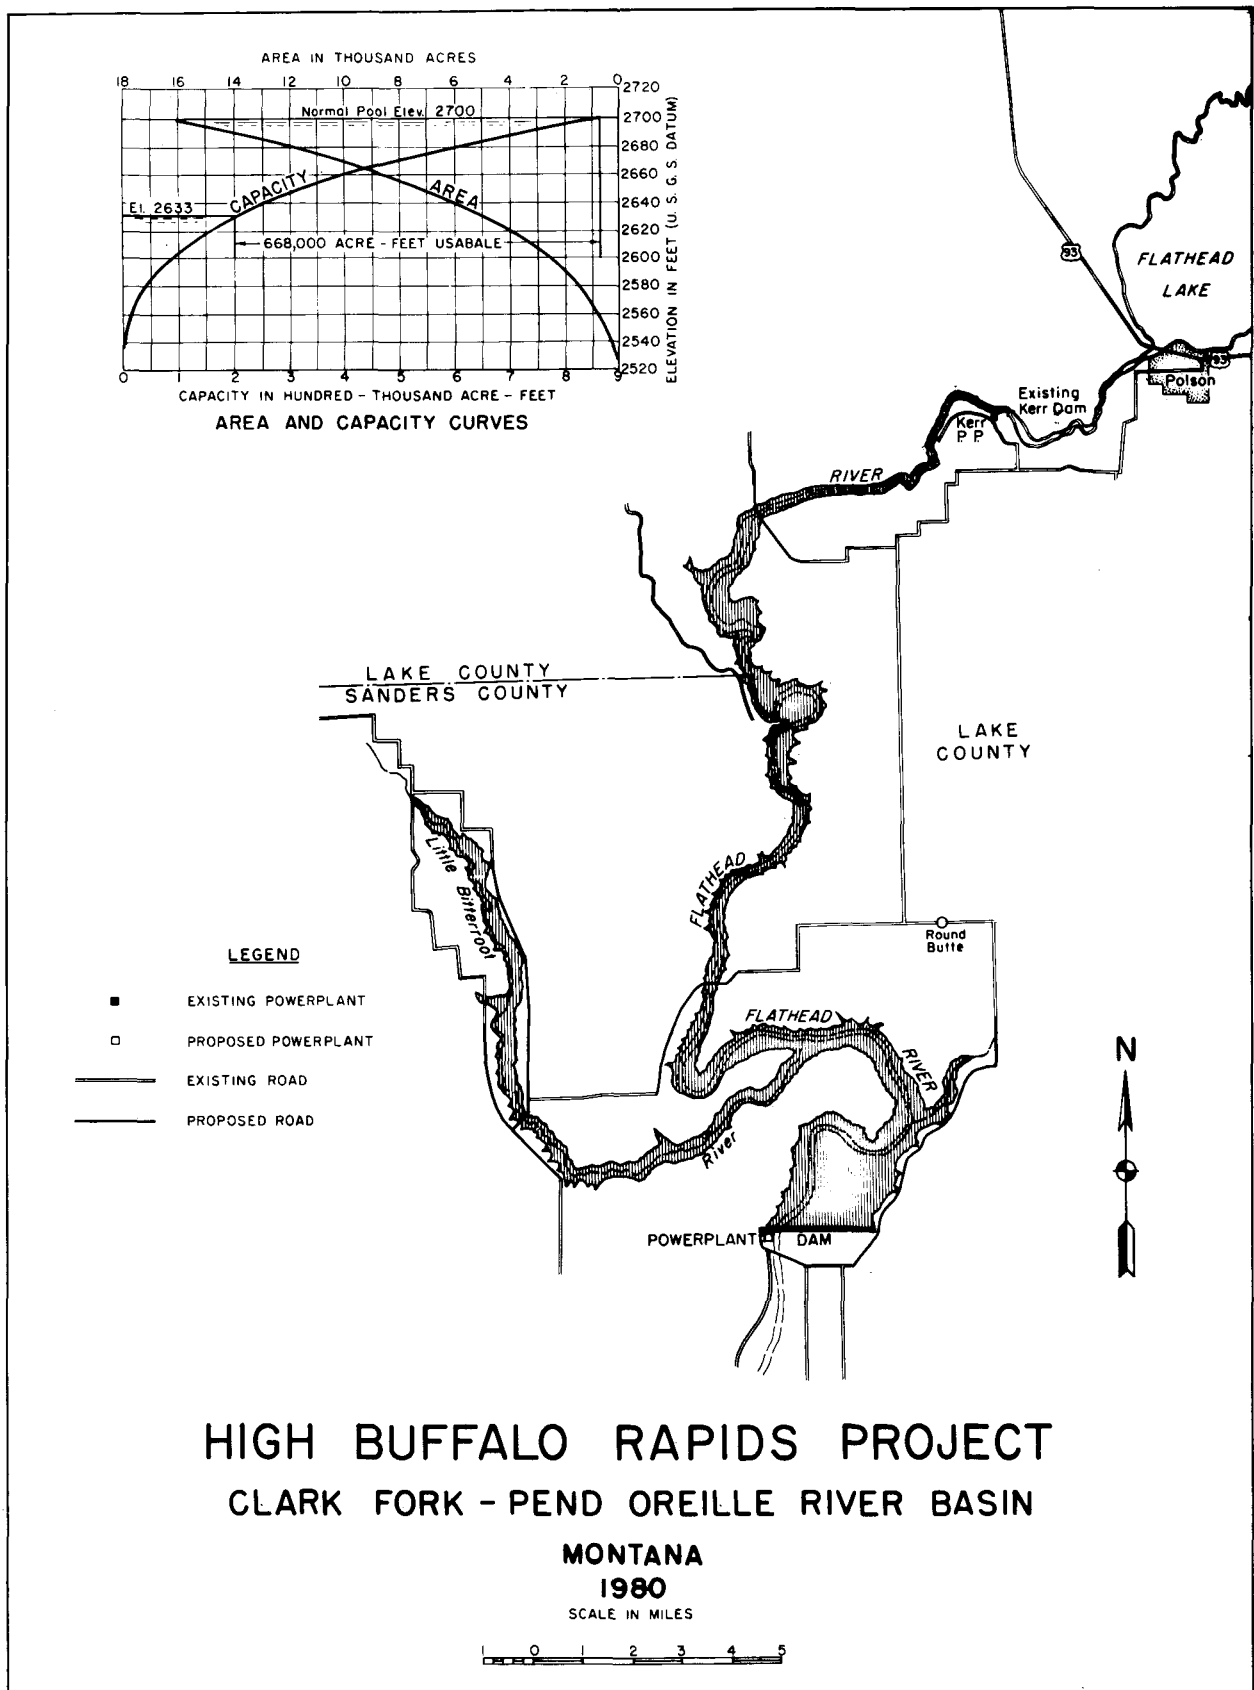 AREA IN THOUSAND ACRES
18 16 14 12 10 8 6 4 2 0
2720
Normal Pool Elev. 2700
2700
2680
2660
2640
2620
2600
2580
2560
2540
2520
CAPACITY
AREA
El. 2633
668,000 ACRE-FEET USABALE
ELEVATION IN FEET (U. S. G. S. DATUM)
0 1 2 3 4 5 6 7 8 9
CAPACITY IN HUNDRED-THOUSAND ACRE-FEET
AREA AND CAPACITY CURVES
93
FLATHEAD
LAKE
93
Polson
Existing
Kerr Dam
Kerr
P. P.
RIVER
LAKE COUNTY
SANDERS COUNTY
LAKE
COUNTY
Little Bitterroot
FLATHEAD
Round
Butte
LEGEND
EXISTING POWERPLANT
PROPOSED POWERPLANT
EXISTING ROAD
PROPOSED ROAD
FLATHEAD
RIVER
River
N
POWERPLANT
DAM
HIGH BUFFALO RAPIDS PROJECT
CLARK FORK - PEND OREILLE RIVER BASIN
MONTANA
1980
SCALE IN MILES
1 0 1 2 3 4 5